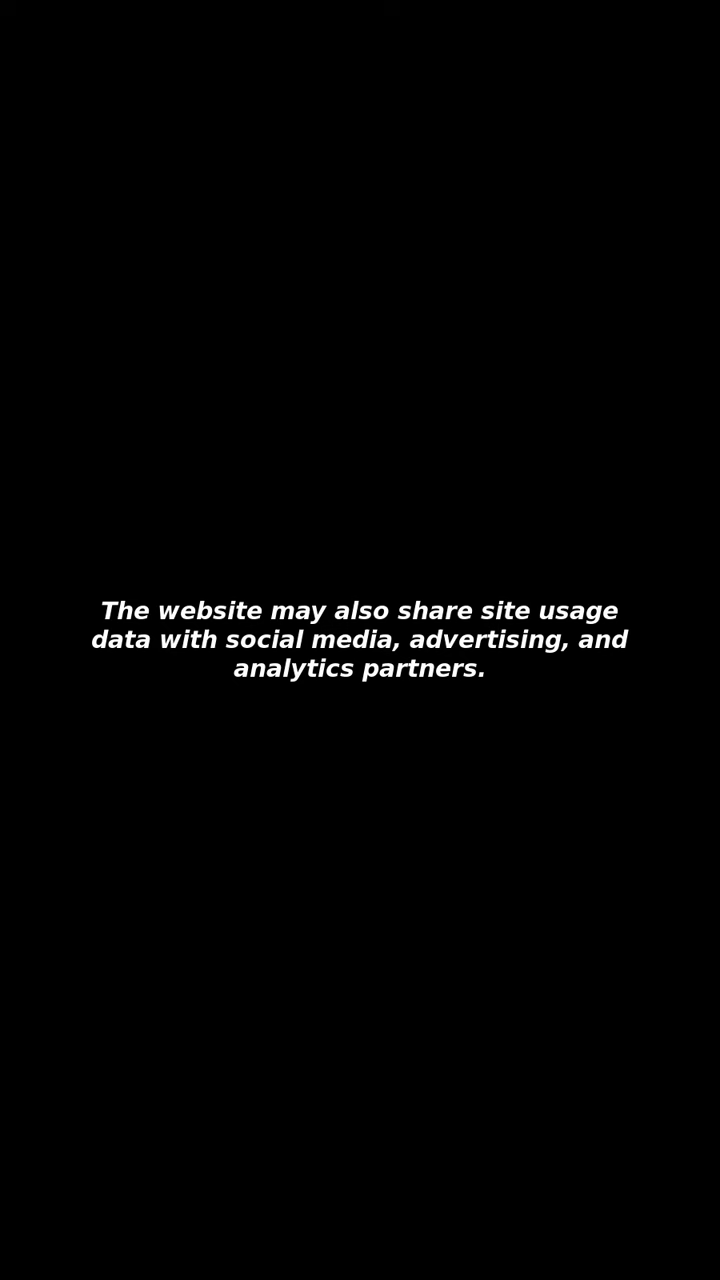 The website may also share site usage
data with social media, advertising, and
analytics partners.